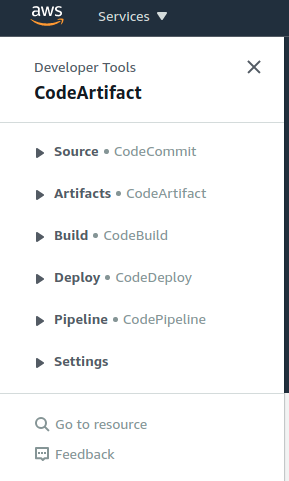 aws
Services
Developer Tools
CodeArtifact
Source • CodeCommit
Artifacts • CodeArtifact
Build • CodeBuild
Deploy • CodeDeploy
Pipeline • CodePipeline
Settings
Go to resource
Feedback